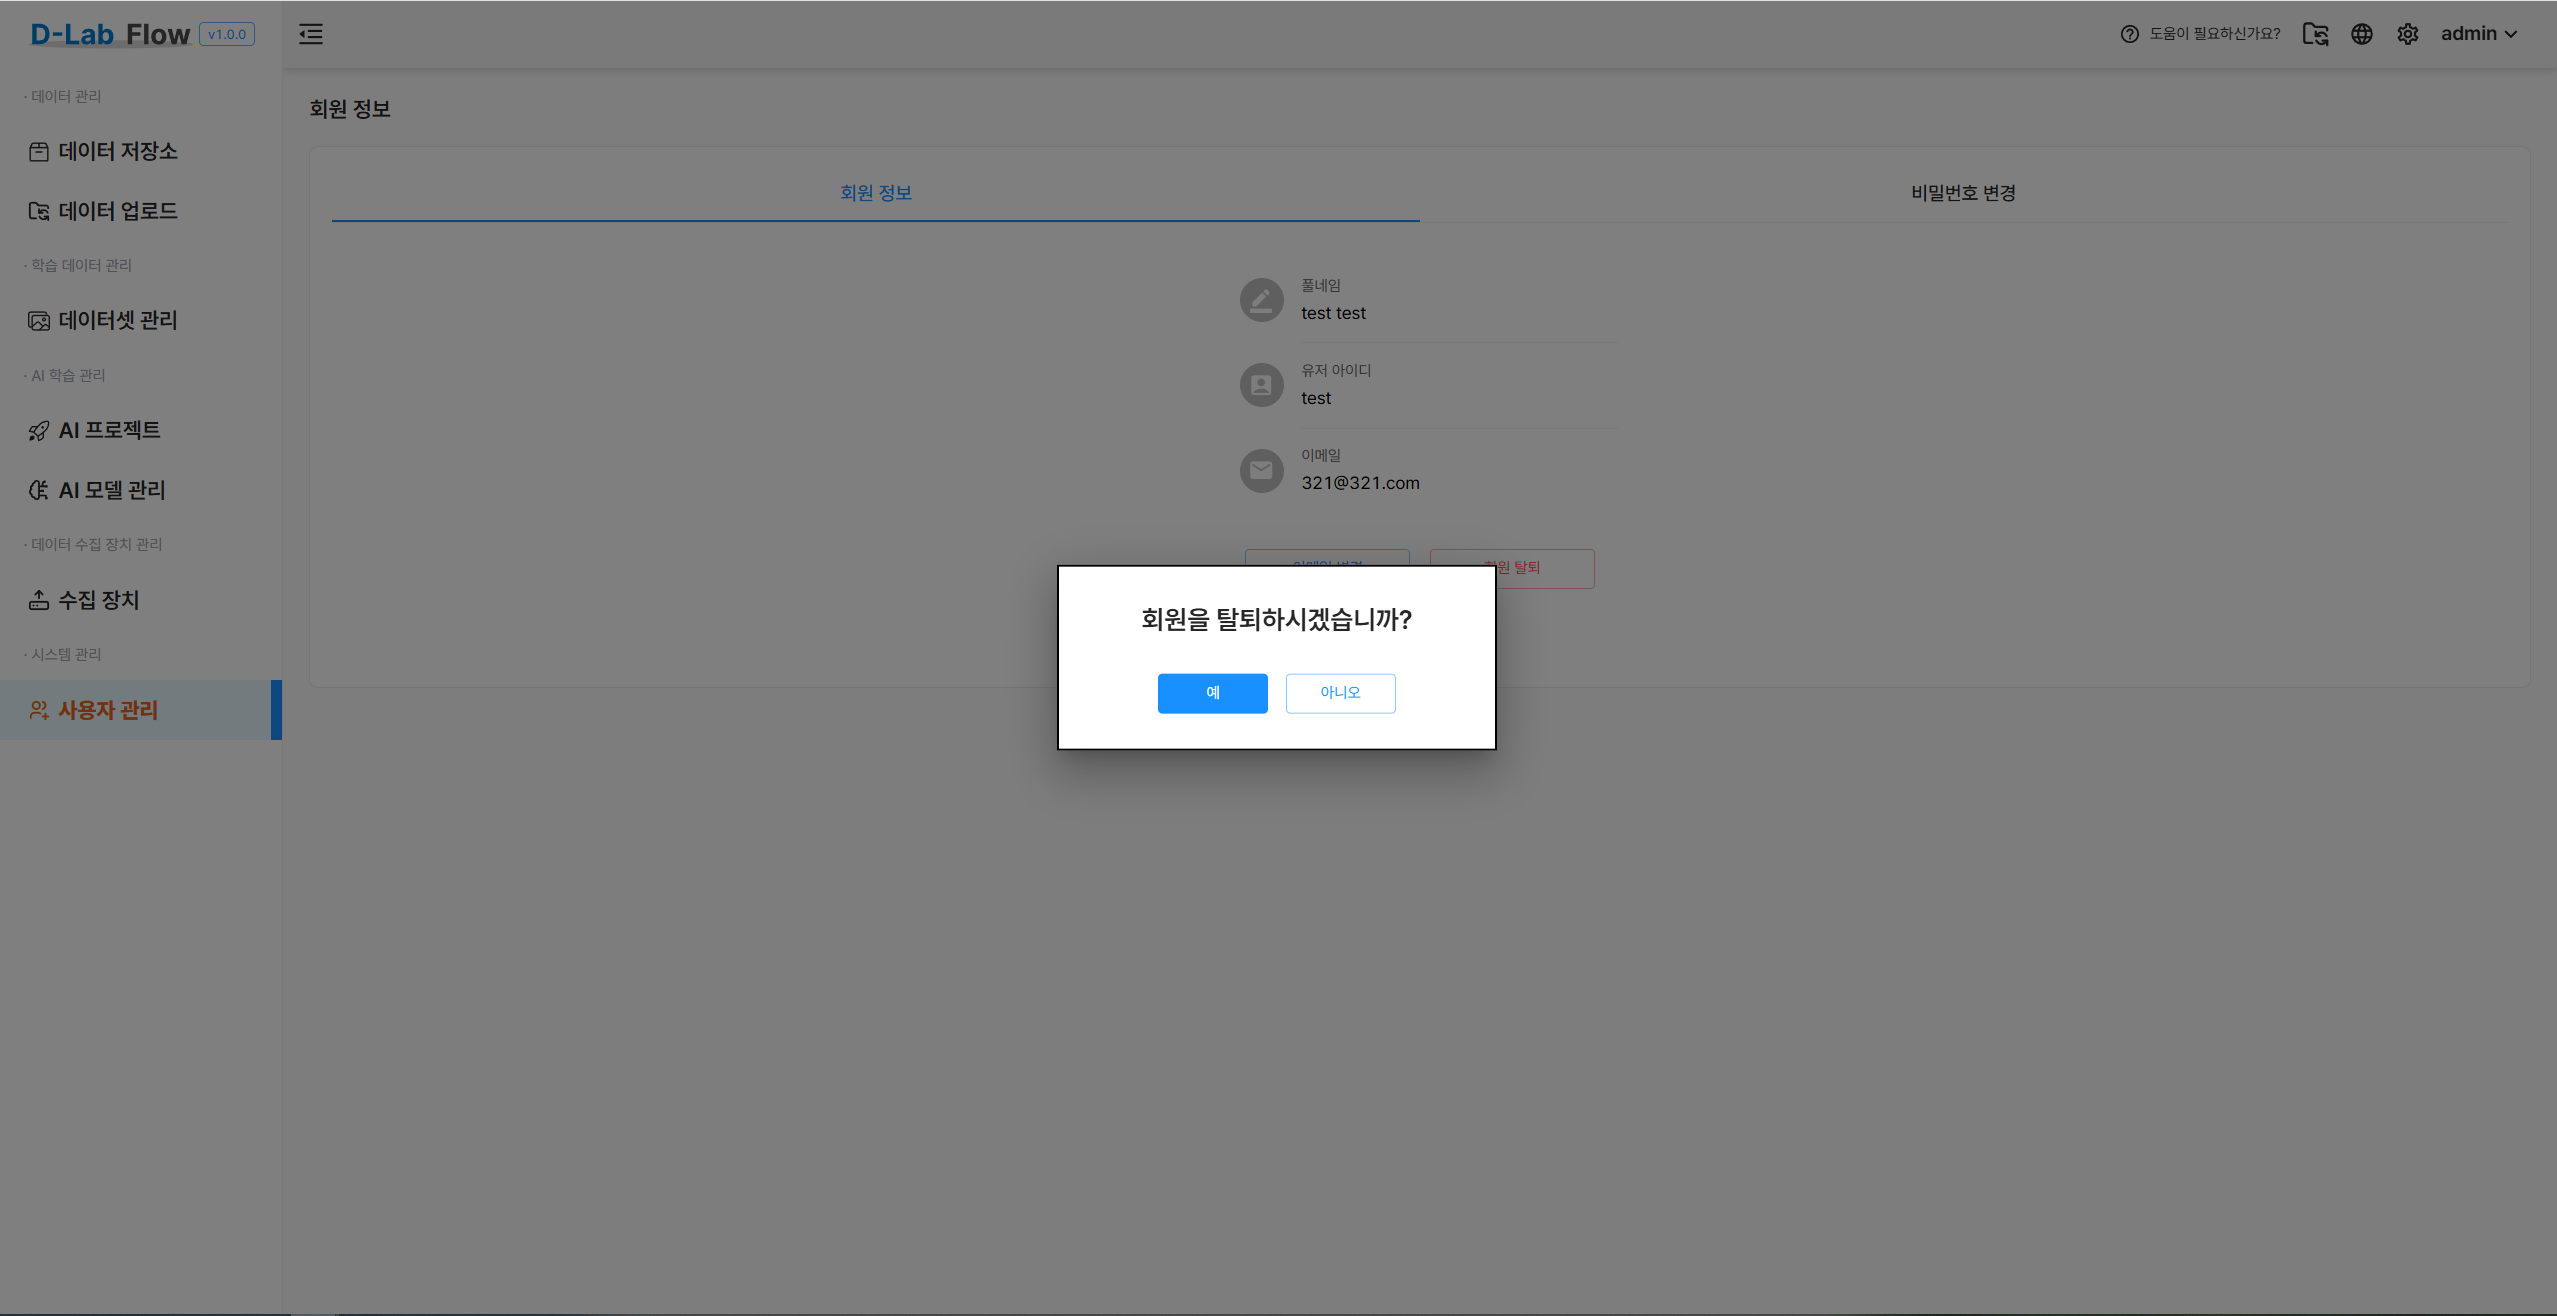 D-Lab Flow v1.0.0
도움이 필요하신가요?
admin
· 데이터 관리
데이터 저장소
데이터 업로드
· 학습 데이터 관리
데이터셋 관리
· AI 학습 관리
AI 프로젝트
AI 모델 관리
· 데이터 수집 장치 관리
수집 장치
· 시스템 관리
사용자 관리
회원 정보
회원 정보
비밀번호 변경
풀네임
test test
유저 아이디
test
이메일
321@321.com
회원 탈퇴
회원을 탈퇴하시겠습니까?
예
아니오